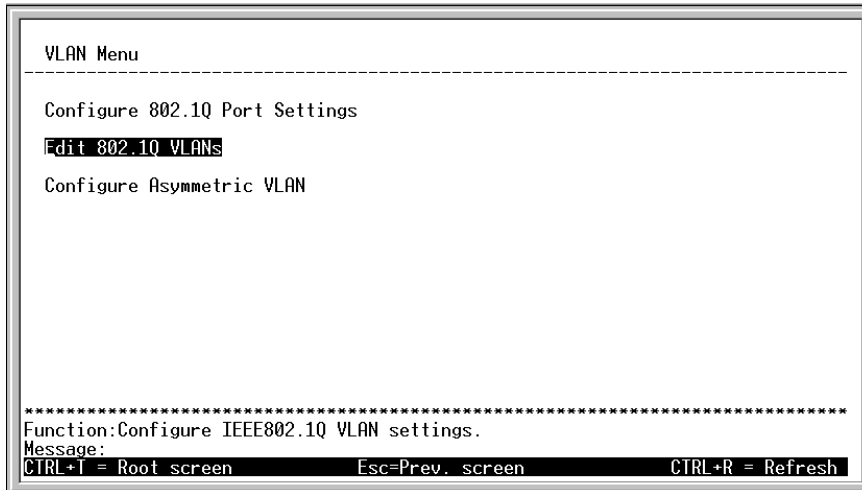 VLAN Menu
--------------------------------------------------------------------------------
Configure 802.1Q Port Settings
Edit 802.1Q VLANs
Configure Asymmetric VLAN
********************************************************************************
Function:Configure IEEE802.1Q VLAN settings.
Message:
CTRL+T = Root screen Esc=Prev. screen CTRL+R = Refresh